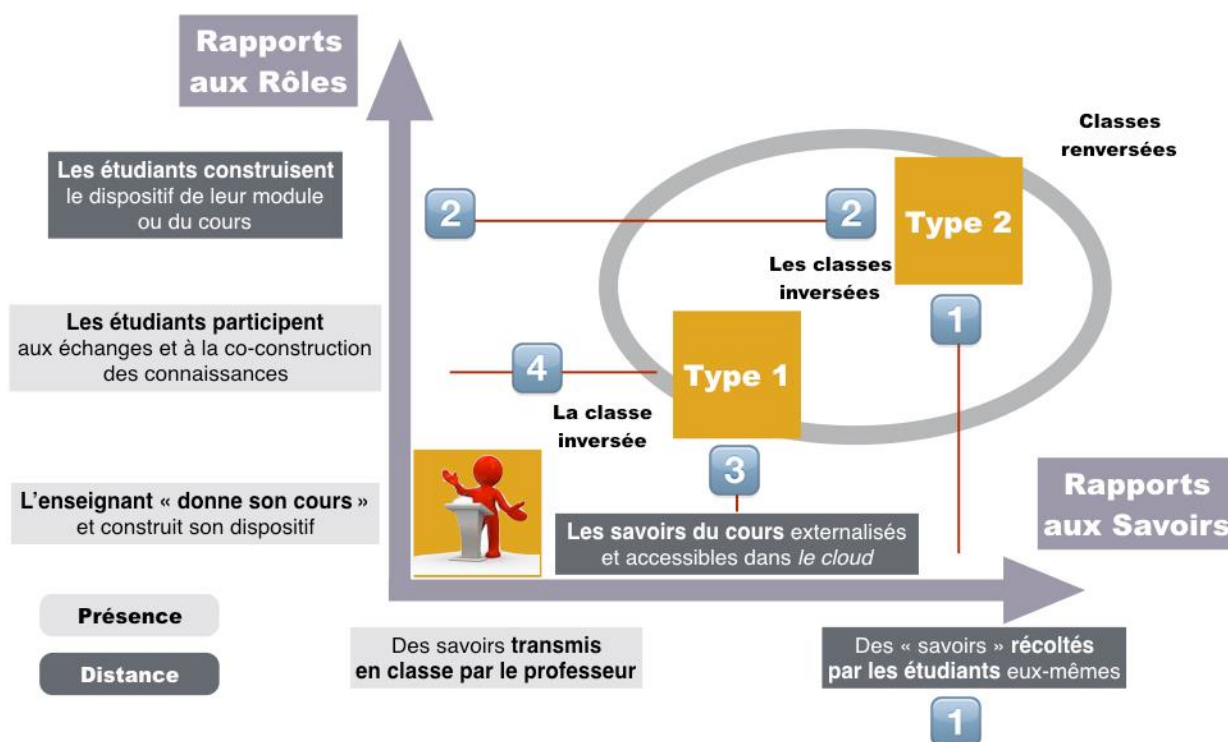 Rapports
aux Rôles
Classes
renversées
Les étudiants construisent
le dispositif de leur module
ou du cours
2
2
Type 2
Les classes
inversées
1
Les étudiants participent
aux échanges et à la co-construction
des connaissances
4
Type 1
La classe
inversée
3
Rapports
aux Savoirs
L'enseignant « donne son cours »
et construit son dispositif
Les savoirs du cours externalisés
et accessibles dans le cloud
Présence
Distance
Des savoirs transmis
en classe par le professeur
Des « savoirs » récoltés
par les étudiants eux-mêmes
1